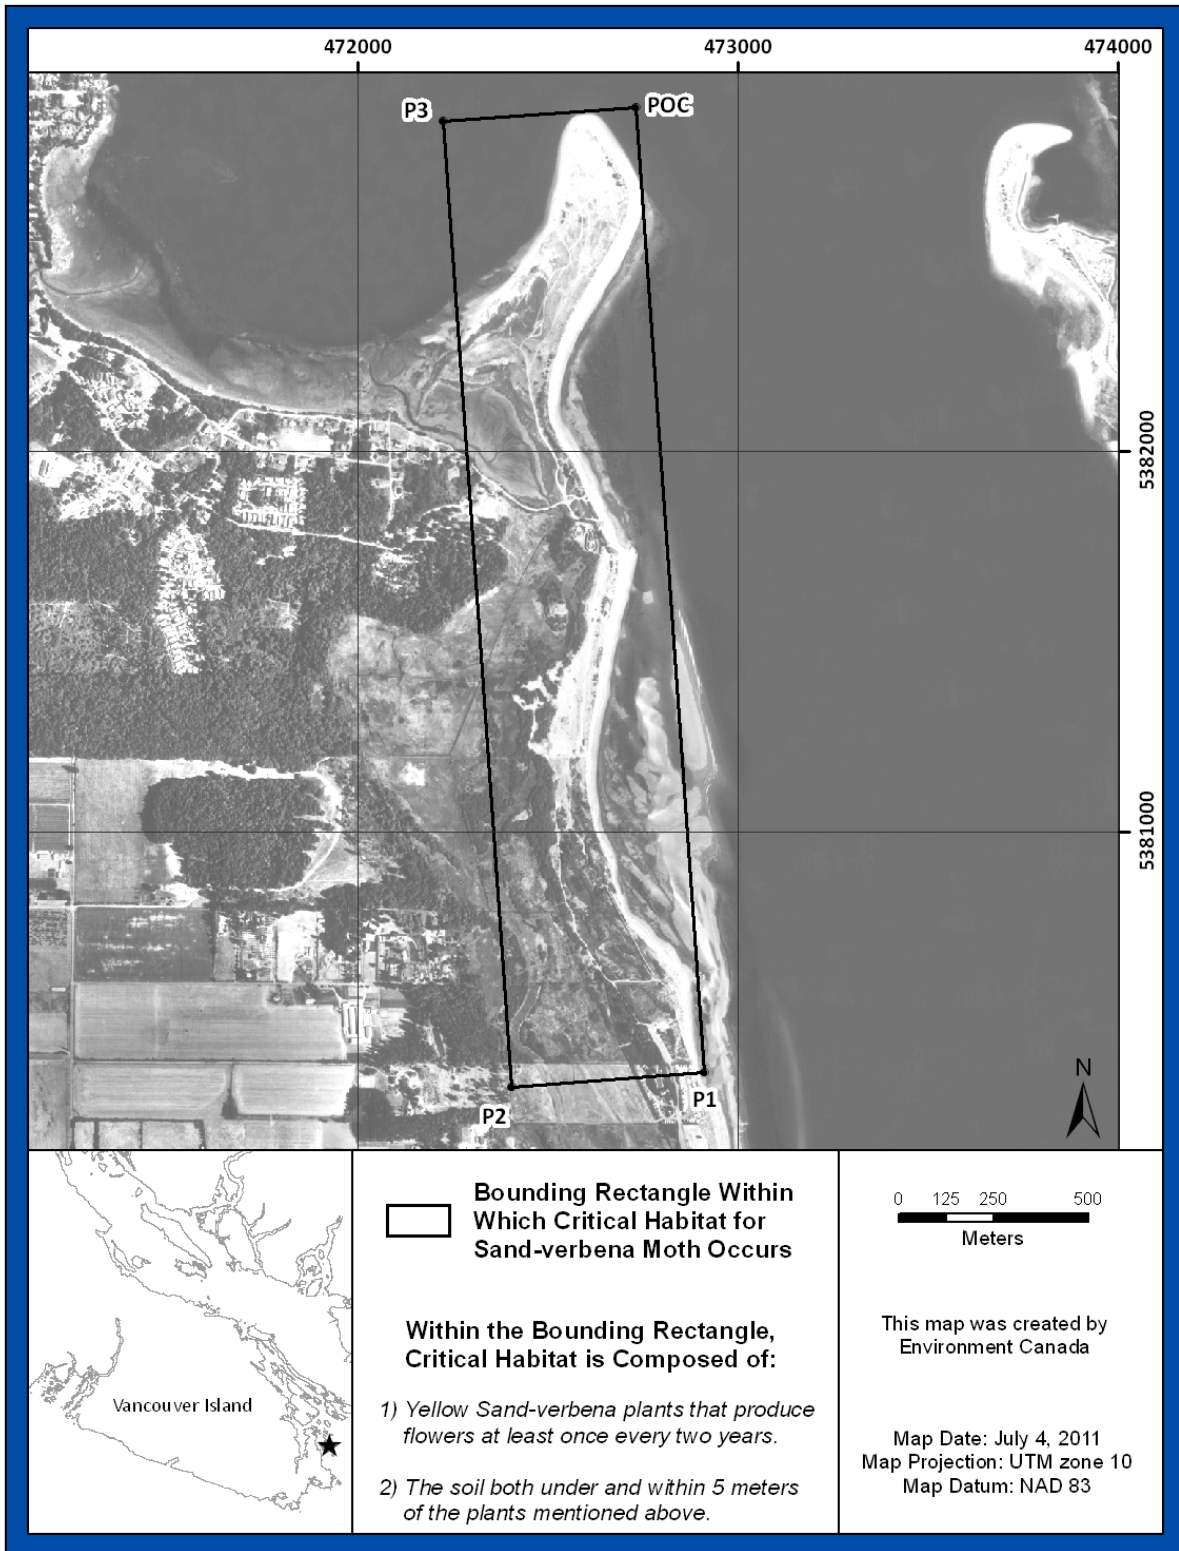 472000 473000 474000
P3 POC
5382000
5381000
P2 P1
N
Vancouver Island
Bounding Rectangle Within
Which Critical Habitat for
Sand-verbena Moth Occurs
Within the Bounding Rectangle,
Critical Habitat is Composed of:
1) Yellow Sand-verbena plants that produce
flowers at least once every two years.
2) The soil both under and within 5 meters
of the plants mentioned above.
0 125 250 500
Meters
This map was created by
Environment Canada
Map Date: July 4, 2011
Map Projection: UTM zone 10
Map Datum: NAD 83